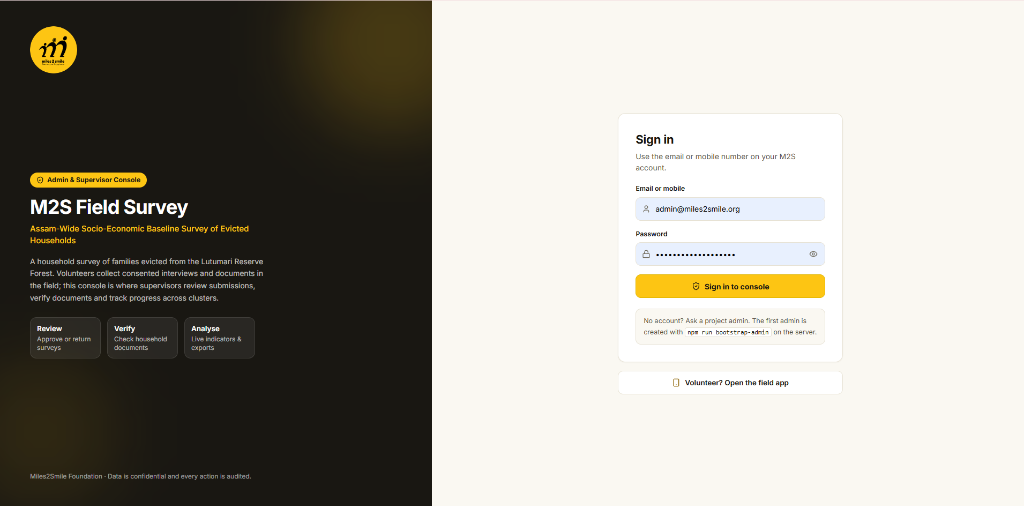 miles2smile
Admin & Supervisor Console
M2S Field Survey
Assam-Wide Socio-Economic Baseline Survey of Evicted
Households
A household survey of families evicted from the Lutumari Reserve
Forest. Volunteers collect consented interviews and documents in
the field; this console is where supervisors review submissions,
verify documents and track progress across clusters.
Review
Approve or return
surveys
Verify
Check household
documents
Analyse
Live indicators &
exports
Miles2Smile Foundation · Data is confidential and every action is audited.
Sign in
Use the email or mobile number on your M2S
account.
Email or mobile
admin@miles2smile.org
Password
•••••••••••••••••••
Sign in to console
No account? Ask a project admin. The first admin is
created with npm run bootstrap-admin on the server.
Volunteer? Open the field app